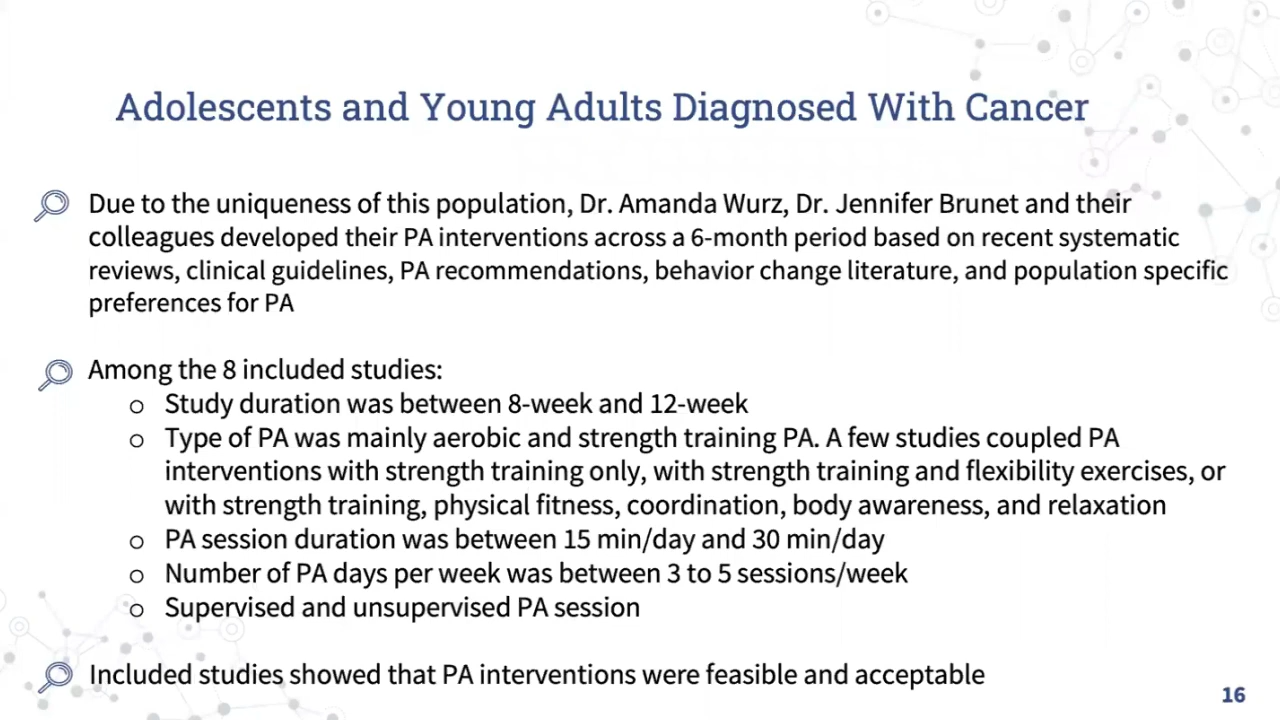 Adolescents and Young Adults Diagnosed With Cancer
Due to the uniqueness of this population, Dr. Amanda Wurz, Dr. Jennifer Brunet and their
colleagues developed their PA interventions across a 6-month period based on recent systematic
reviews, clinical guidelines, PA recommendations, behavior change literature, and population specific
preferences for PA
Among the 8 included studies:
o Study duration was between 8-week and 12-week
o Type of PA was mainly aerobic and strength training PA. A few studies coupled PA
interventions with strength training only, with strength training and flexibility exercises, or
with strength training, physical fitness, coordination, body awareness, and relaxation
o PA session duration was between 15 min/day and 30 min/day
o Number of PA days per week was between 3 to 5 sessions/week
o Supervised and unsupervised PA session
Included studies showed that PA interventions were feasible and acceptable
16